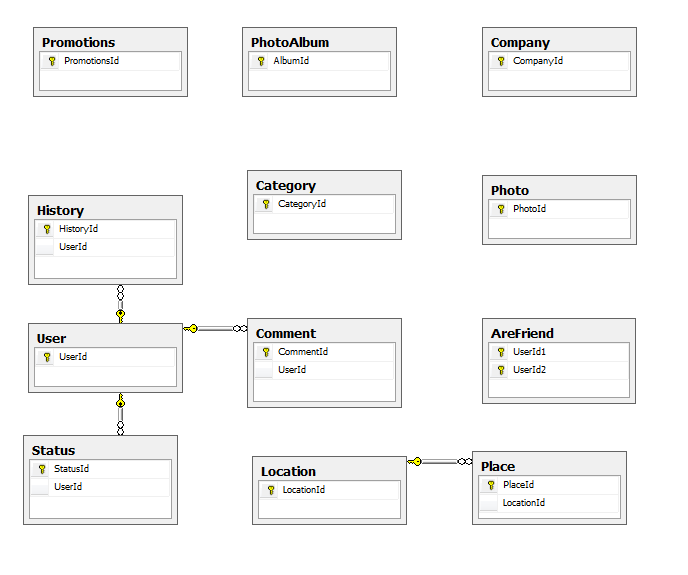 Promotions
PromotionsId
PhotoAlbum
AlbumId
Company
CompanyId
Category
CategoryId
Photo
PhotoId
History
HistoryId
UserId
User
UserId
Comment
CommentId
UserId
AreFriend
UserId1
UserId2
Status
StatusId
UserId
Location
LocationId
Place
PlaceId
LocationId